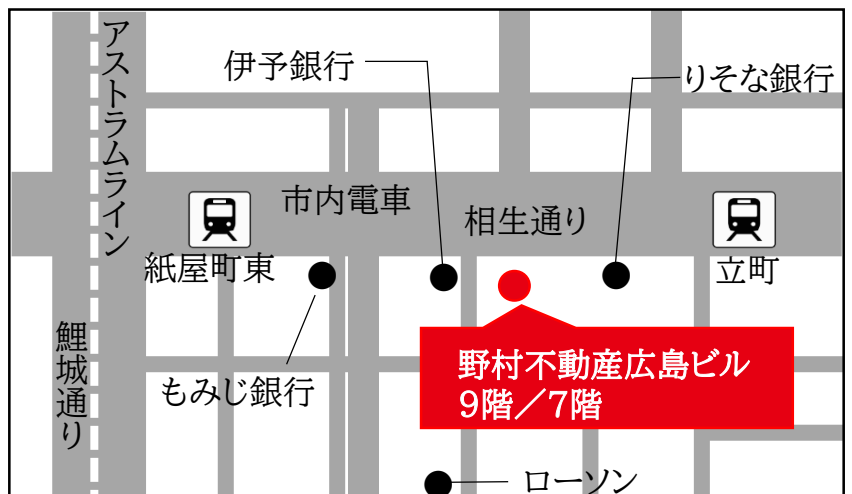 アストラムライン
伊予銀行
りそな銀行
市内電車
相生通り
紙屋町東
立町
鯉城通り
もみじ銀行
野村不動産広島ビル
9階／7階
ローソン